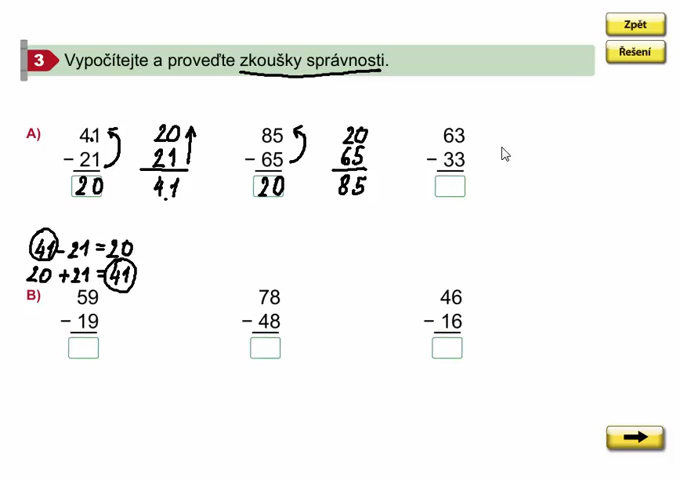 Zpět
3 Vypočítejte a proveďte zkoušky správnosti.
Řešení
A) 41 20 85 20 63
− 21 21 − 65 65 − 33
20 41 20 85
41 - 21 = 20
20 + 21 = 41
B) 59 78 46
− 19 − 48 − 16